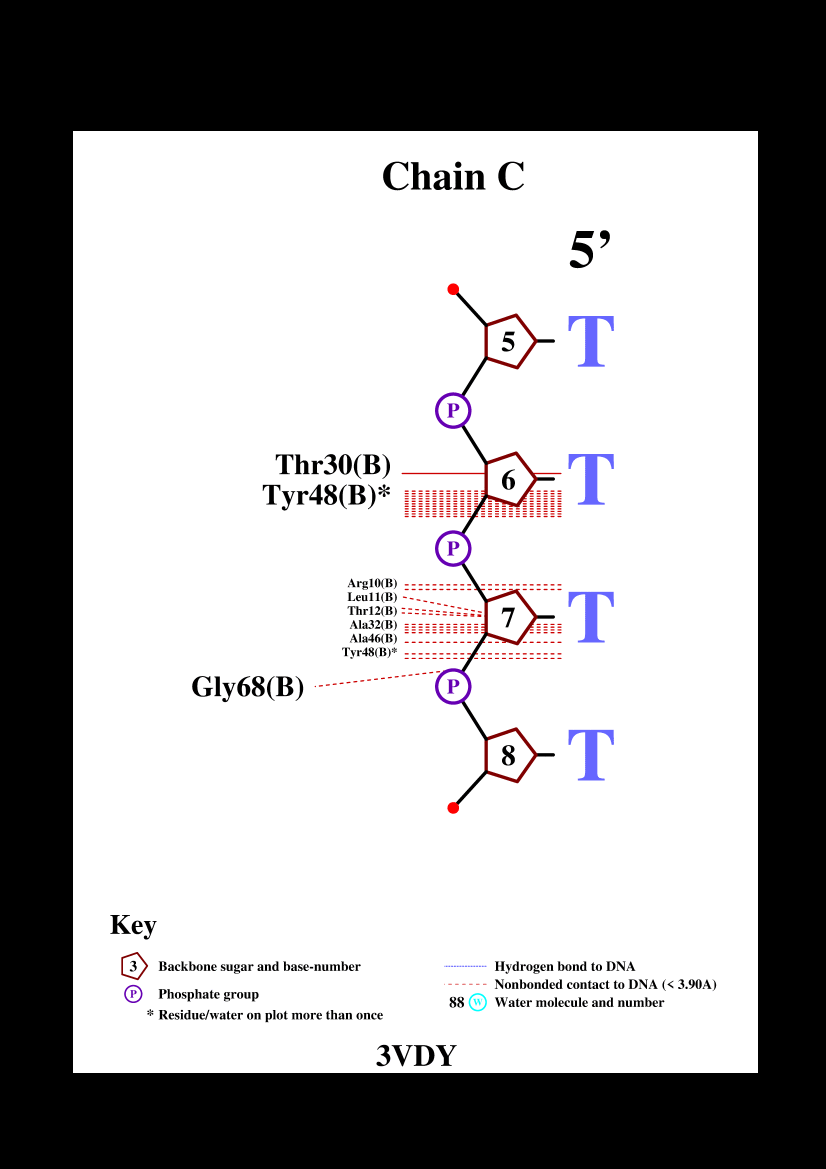 Chain C
5’
5 T
P
Thr30(B)
6 T
Tyr48(B)*
P
Arg10(B)
Leu11(B)
Thr12(B)
7 T
Ala32(B)
Ala46(B)
Tyr48(B)*
Gly68(B)
P
8 T
Key
3 Backbone sugar and base-number
P Phosphate group
* Residue/water on plot more than once
Hydrogen bond to DNA
Nonbonded contact to DNA (< 3.90A)
88 W Water molecule and number
3VDY